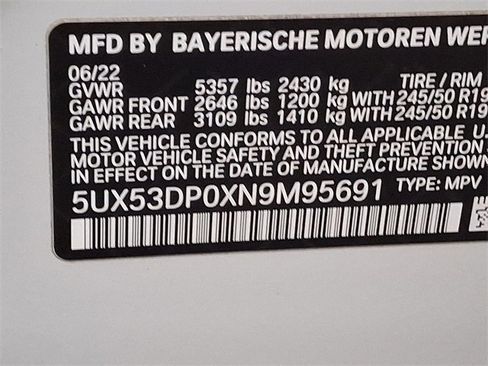 MFD BY BAYERISCHE MOTOREN WER
06/22
GVWR 5357 lbs 2430 kg TIRE / RIM
GAWR FRONT 2646 lbs 1200 kg WITH 245/50 R19
GAWR REAR 3109 lbs 1410 kg WITH 245/50 R19
THIS VEHICLE CONFORMS TO ALL APPLICABLE U.
MOTOR VEHICLE SAFETY AND THEFT PREVENTION
IN EFFECT ON THE DATE OF MANUFACTURE SHOWN
5UX53DP0XN9M95691 TYPE: MPV